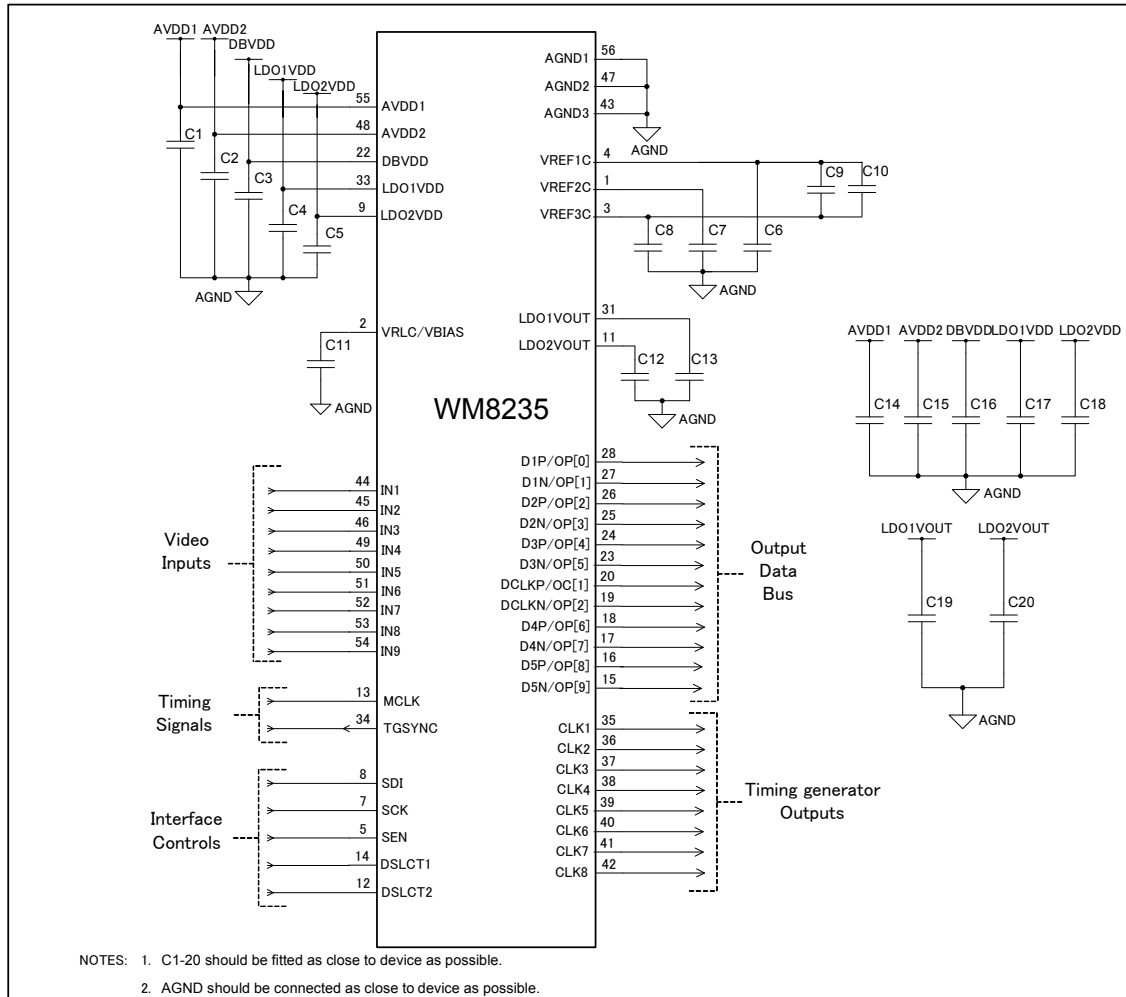 AVDD1 AVDD2
DBVDD
LDO1VDD
LDO2VDD
55 AVDD1
48 AVDD2
22 DBVDD
33 LDO1VDD
9 LDO2VDD
C1
C2
C3
C4
C5
AGND
2 VRLC/VBIAS
C11
AGND
WM8235
AGND1 56
AGND2 47
AGND3 43
AGND
VREF1C 4
VREF2C 1
VREF3C 3
C9 C10
C8 C7 C6
AGND
LDO1VOUT 31
LDO2VOUT 11
C12 C13
AGND
AVDD1 AVDD2 DBVDD LDO1VDD LDO2VDD
C14 C15 C16 C17 C18
AGND
LDO1VOUT LDO2VOUT
C19 C20
AGND
Video
Inputs
44 IN1
45 IN2
46 IN3
49 IN4
50 IN5
51 IN6
52 IN7
53 IN8
54 IN9
Timing
Signals
13 MCLK
34 TGSYNC
Interface
Controls
8 SDI
7 SCK
5 SEN
14 DSLCT1
12 DSLCT2
D1P/OP[0] 28
D1N/OP[1] 27
D2P/OP[2] 26
D2N/OP[3] 25
D3P/OP[4] 24
D3N/OP[5] 23
DCLKP/OC[1] 20
DCLKN/OP[2] 19
D4P/OP[6] 18
D4N/OP[7] 17
D5P/OP[8] 16
D5N/OP[9] 15
Output
Data
Bus
CLK1 35
CLK2 36
CLK3 37
CLK4 38
CLK5 39
CLK6 40
CLK7 41
CLK8 42
Timing generator
Outputs
NOTES: 1. C1-20 should be fitted as close to device as possible.
2. AGND should be connected as close to device as possible.